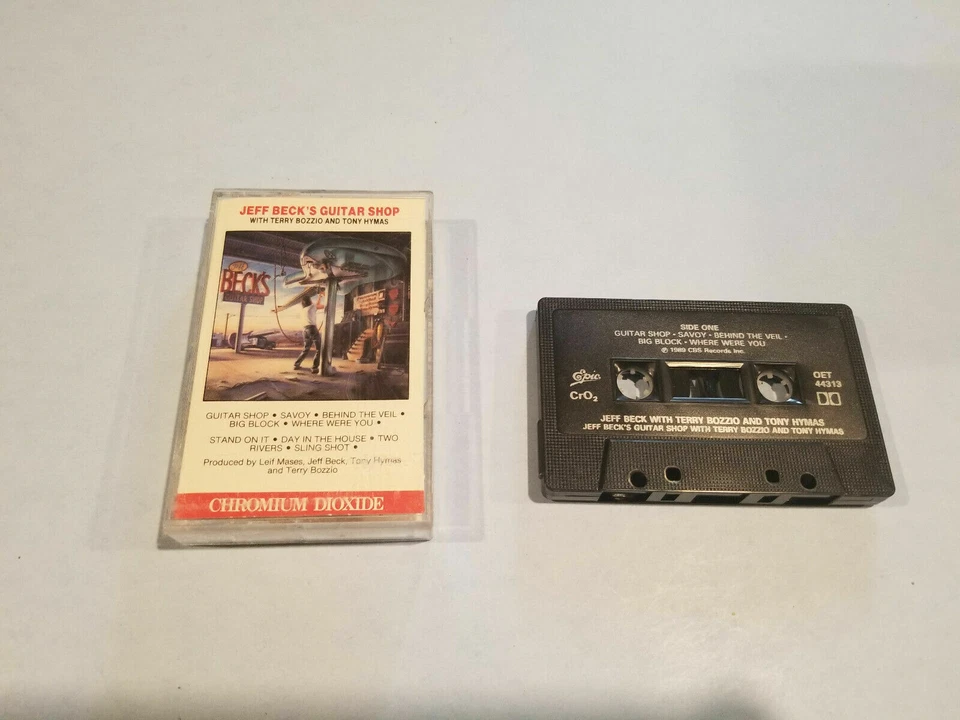 JEFF BECK'S GUITAR SHOP
WITH TERRY BOZZIO AND TONY HYMAS
BECK'S
GUITAR SHOP • SAVOY • BEHIND THE VEIL •
BIG BLOCK • WHERE WERE YOU •
STAND ON IT • DAY IN THE HOUSE • TWO
RIVERS • SLING SHOT •
Produced by Leif Mases, Jeff Beck, Tony Hymas
and Terry Bozzio
CHROMIUM DIOXIDE
SIDE ONE
GUITAR SHOP • SAVOY • BEHIND THE VEIL •
BIG BLOCK • WHERE WERE YOU
℗ 1989 CBS Records Inc.
Epic
CrO2
OET
44313
JEFF BECK WITH TERRY BOZZIO AND TONY HYMAS
JEFF BECK'S GUITAR SHOP WITH TERRY BOZZIO AND TONY HYMAS